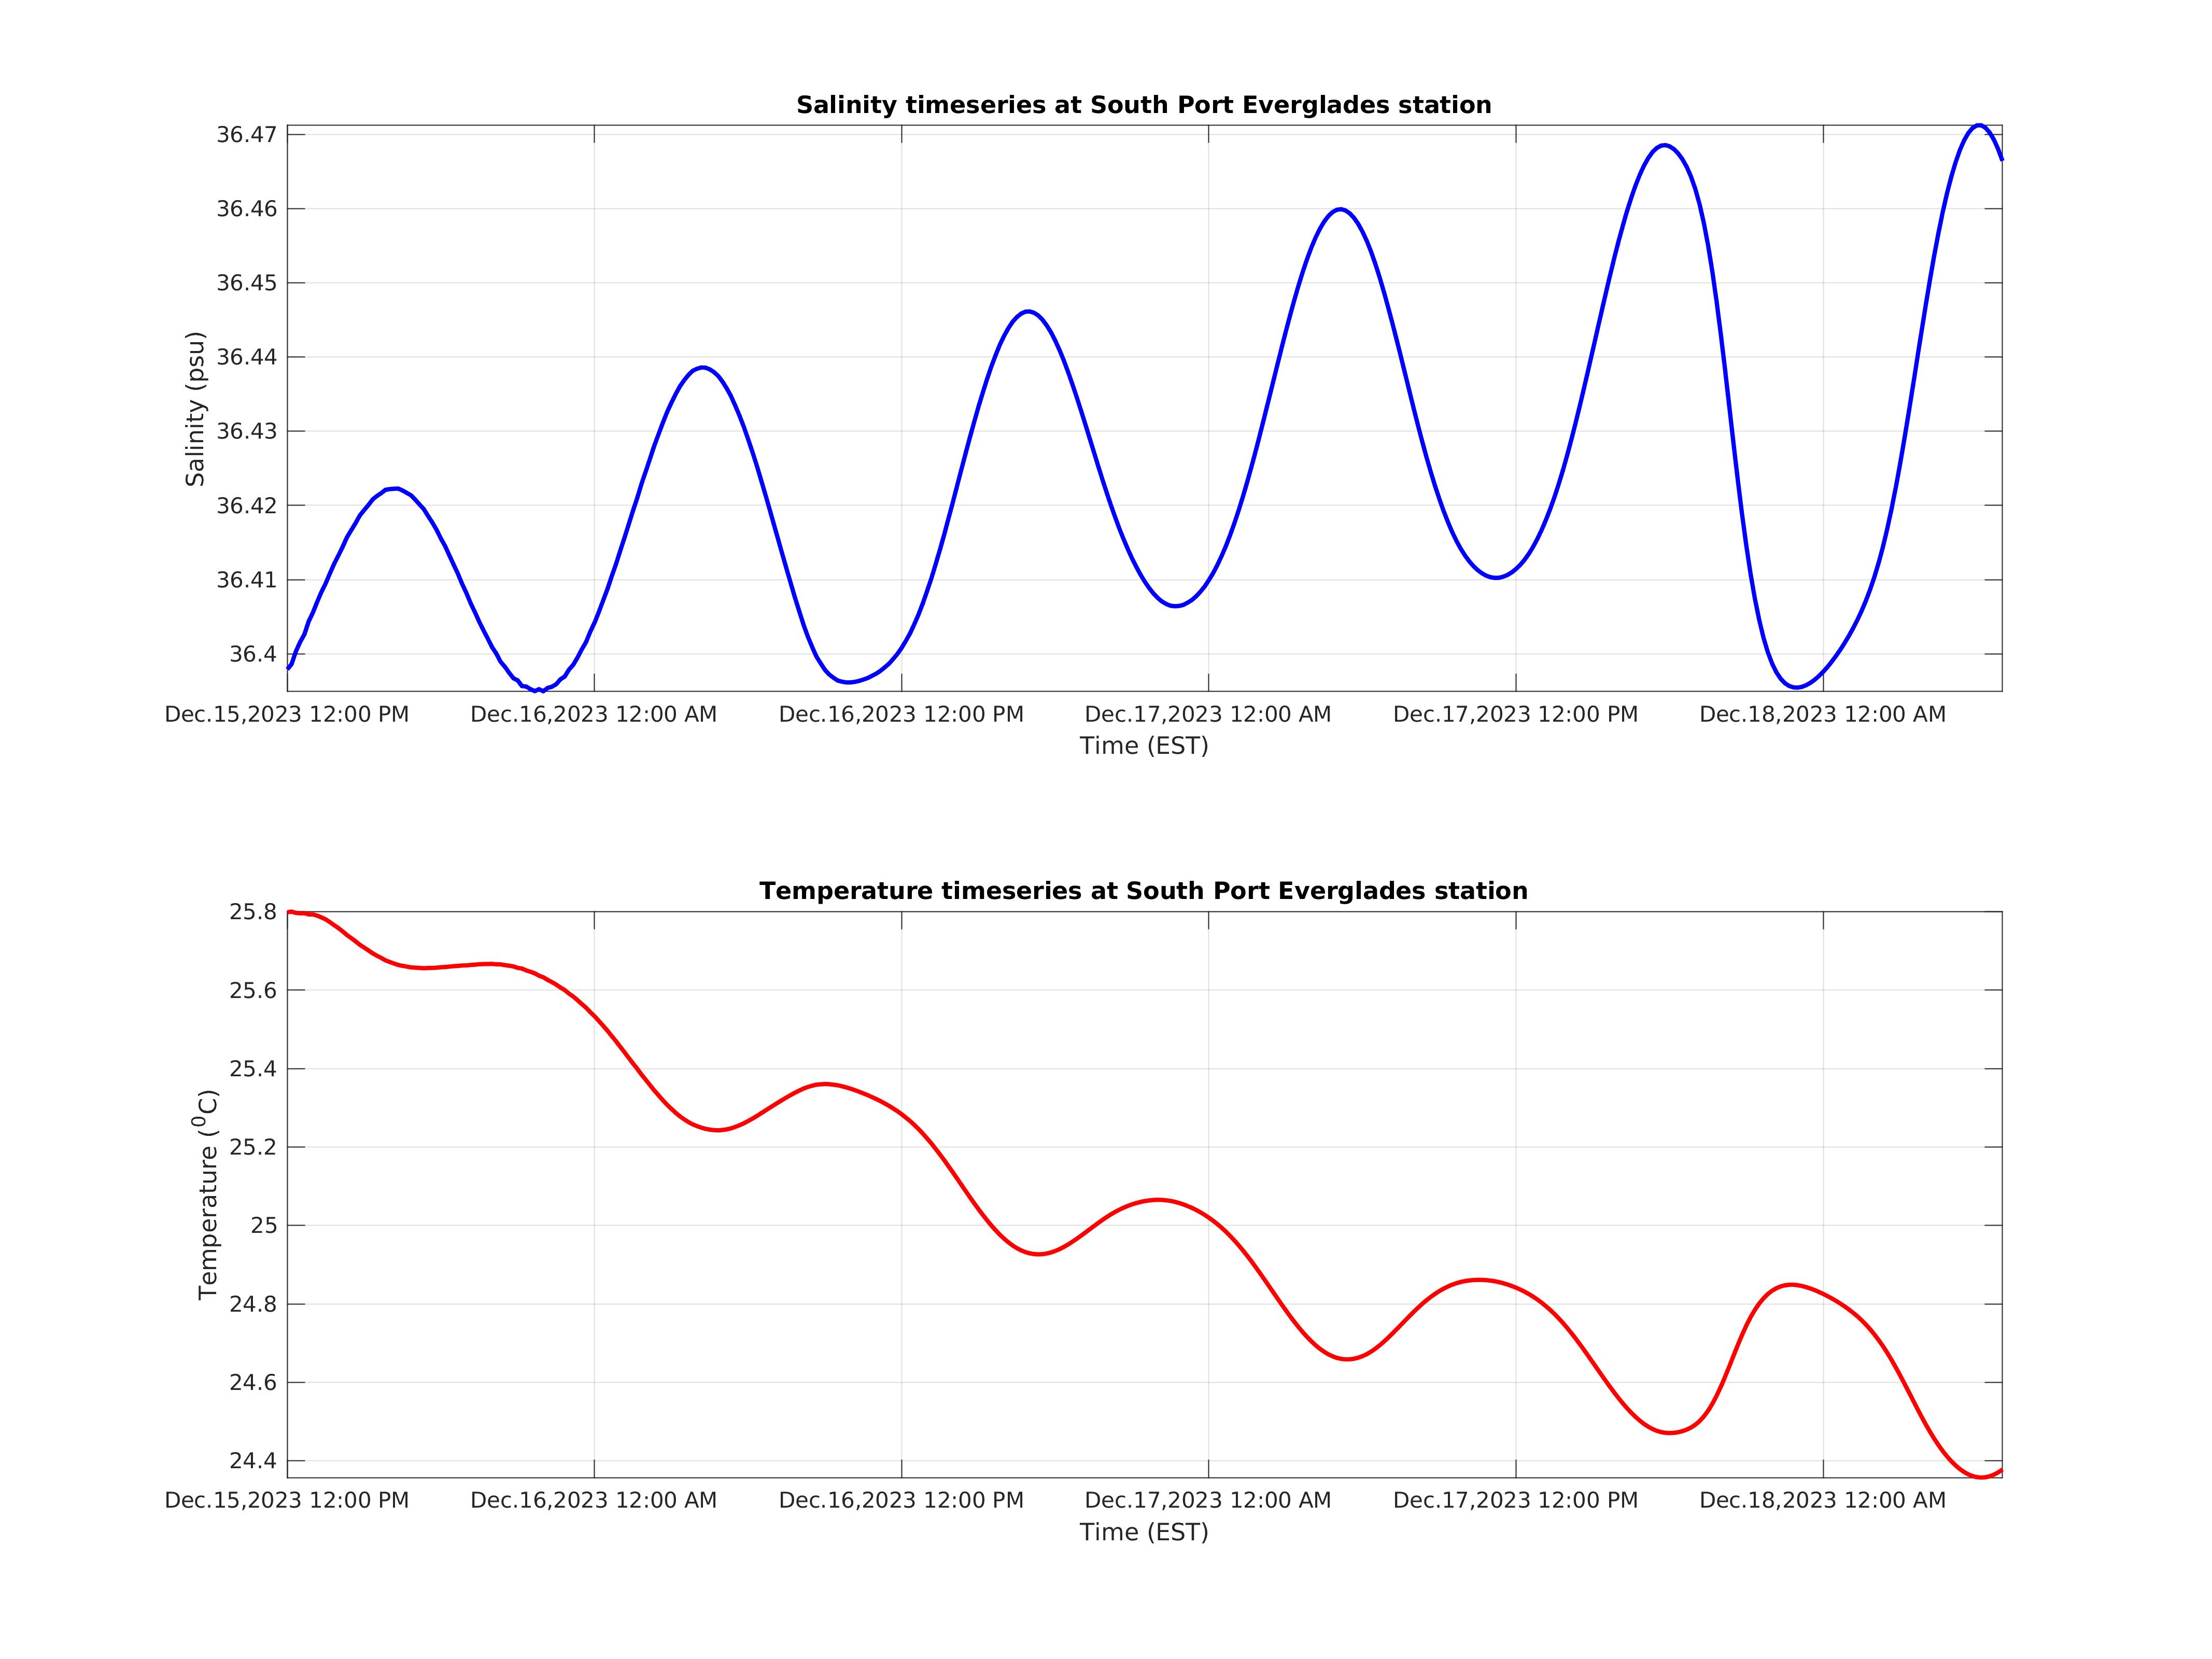 Salinity timeseries at South Port Everglades station
36.47
36.46
36.45
36.44
36.43
36.42
36.41
36.4
Salinity (psu)
Dec.15,2023 12:00 PM Dec.16,2023 12:00 AM Dec.16,2023 12:00 PM Dec.17,2023 12:00 AM Dec.17,2023 12:00 PM Dec.18,2023 12:00 AM
Time (EST)
Temperature timeseries at South Port Everglades station
25.8
25.6
25.4
25.2
25
24.8
24.6
24.4
Temperature (⁰C)
Dec.15,2023 12:00 PM Dec.16,2023 12:00 AM Dec.16,2023 12:00 PM Dec.17,2023 12:00 AM Dec.17,2023 12:00 PM Dec.18,2023 12:00 AM
Time (EST)